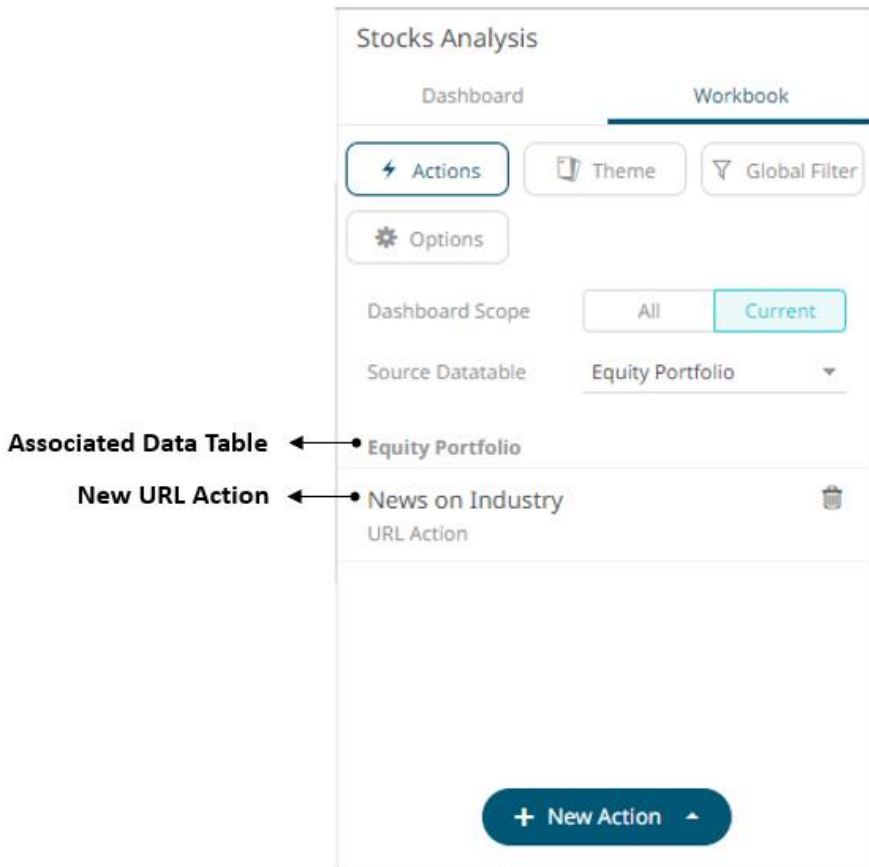 Stocks Analysis
Dashboard Workbook
Actions Theme Global Filter
Options
Dashboard Scope All Current
Source Datatable Equity Portfolio
Associated Data Table Equity Portfolio
New URL Action News on Industry
URL Action
+ New Action